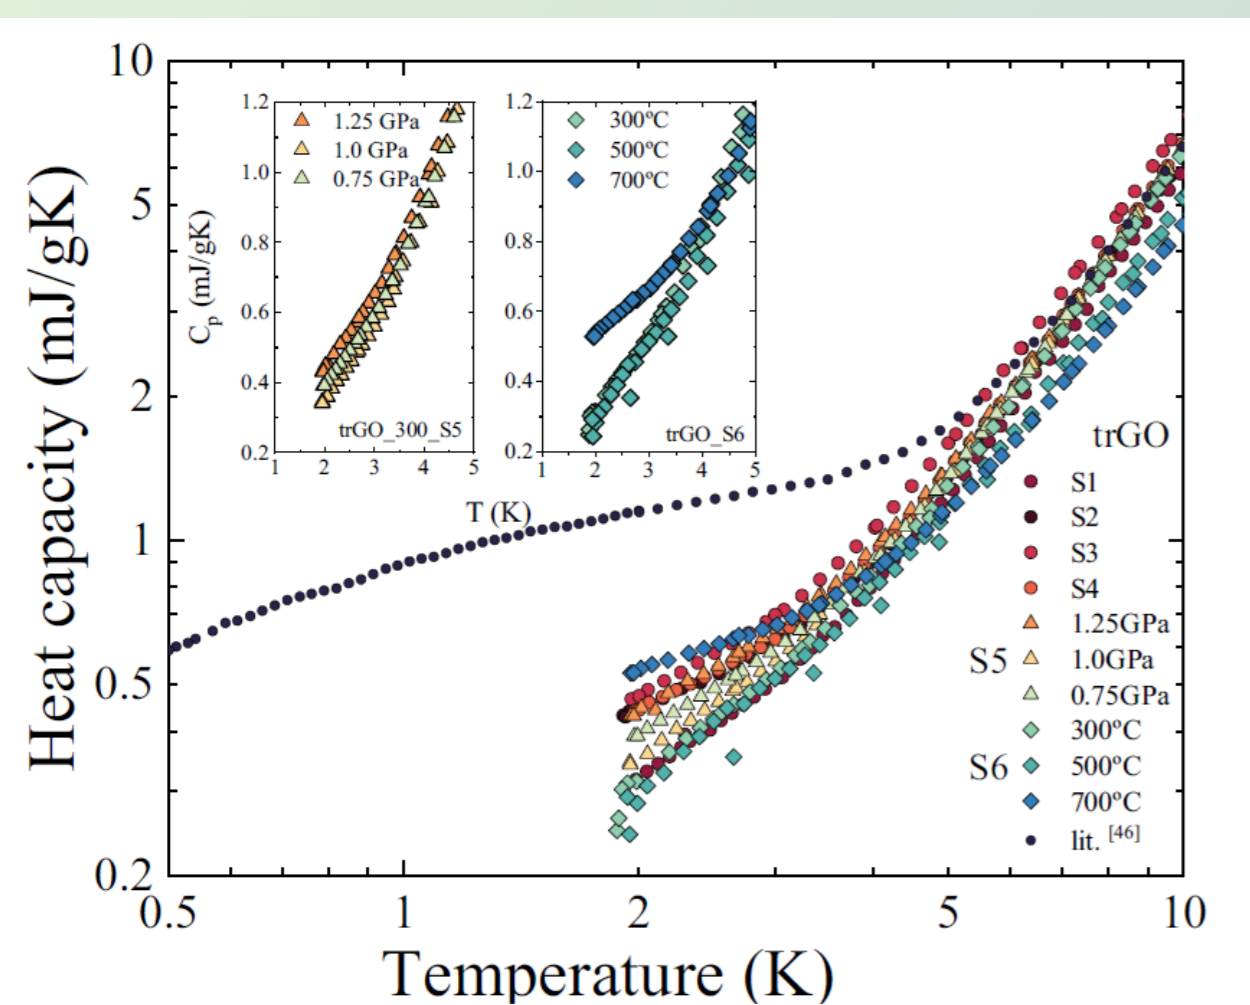 10
5
2
1
0.5
0.2
Heat capacity (mJ/gK)
0.5 1 2 5 10
Temperature (K)
1.2
1.0
0.8
0.6
0.4
0.2
C_p (mJ/gK)
1.25 GPa
1.0 GPa
0.75 GPa
trGO_300_S5
1 2 3 4 5
T (K)
1.2
1.0
0.8
0.6
0.4
0.2
300ºC
500ºC
700ºC
trGO_S6
1 2 3 4 5
trGO
S1
S2
S3
S4
1.25GPa
S5 1.0GPa
0.75GPa
300ºC
S6 500ºC
700ºC
lit. [46]